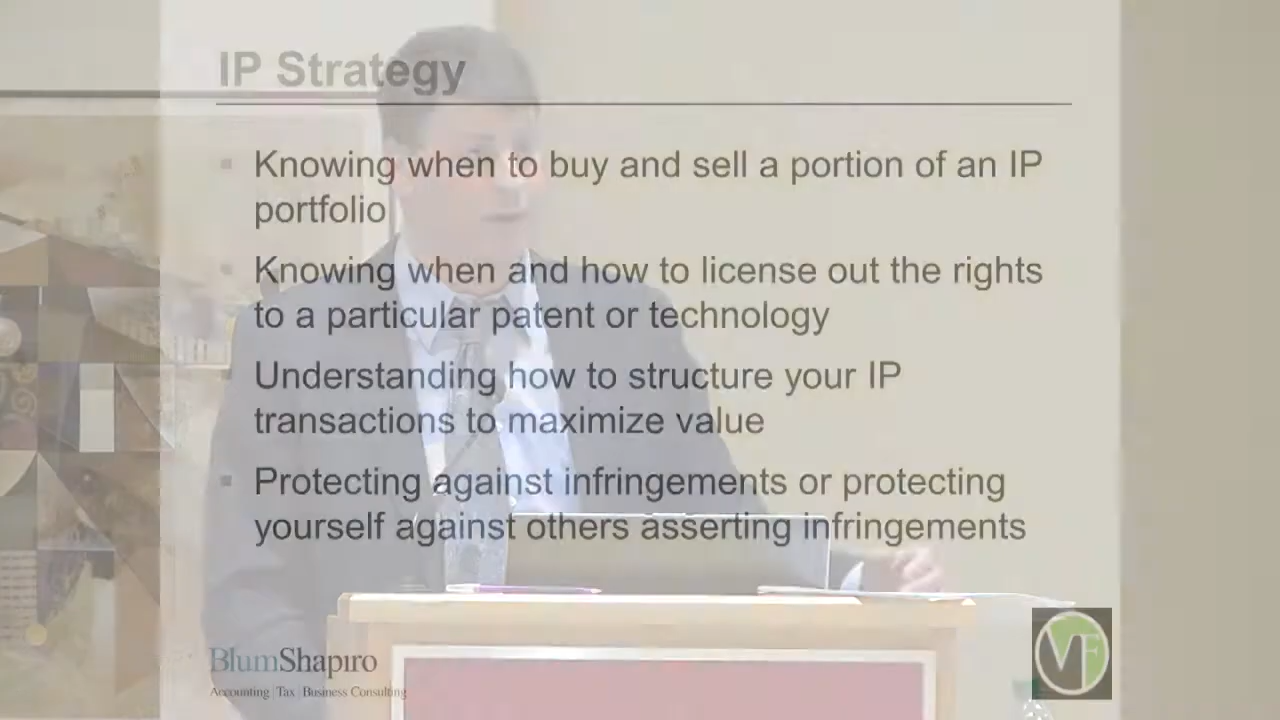 IP Strategy
Knowing when to buy and sell a portion of an IP
portfolio
Knowing when and how to license out the rights
to a particular patent or technology
Understanding how to structure your IP
transactions to maximize value
Protecting against infringements or protecting
yourself against others asserting infringements
BlumShapiro
Accounting | Tax | Business Consulting
VF